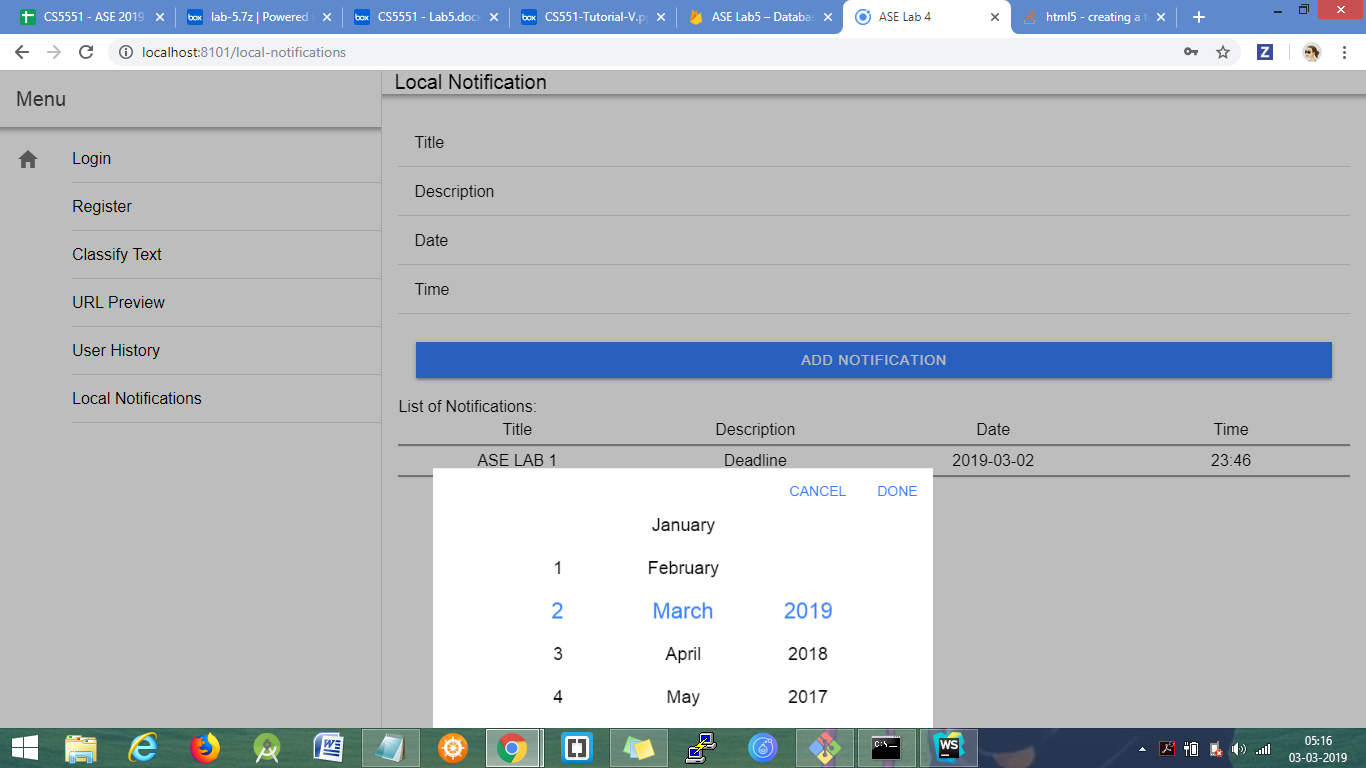 CS5551 - ASE 2019
lab-5.7z | Powered
CS5551 - Lab5.doc
CS551-Tutorial-V.p
ASE Lab5 – Databa
ASE Lab 4
html5 - creating a
localhost:8101/local-notifications
Z
Menu
Local Notification
Login
Register
Classify Text
URL Preview
User History
Local Notifications
Title
Description
Date
Time
ADD NOTIFICATION
List of Notifications:
Title Description Date Time
ASE LAB 1 Deadline 2019-03-02 23:46
CANCEL DONE
January
1 February
2 March 2019
3 April 2018
4 May 2017
WS
05:16
03-03-2019